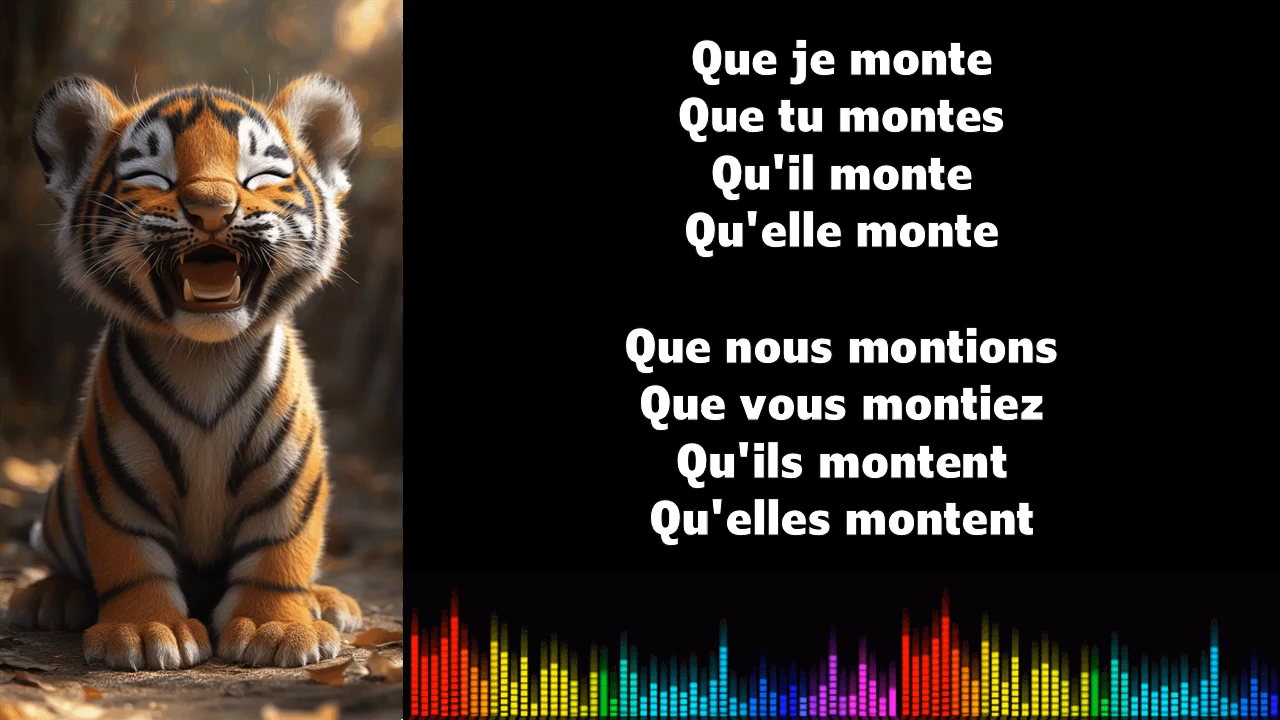 Que je monte
Que tu montes
Qu'il monte
Qu'elle monte
Que nous montions
Que vous montiez
Qu'ils montent
Qu'elles montent